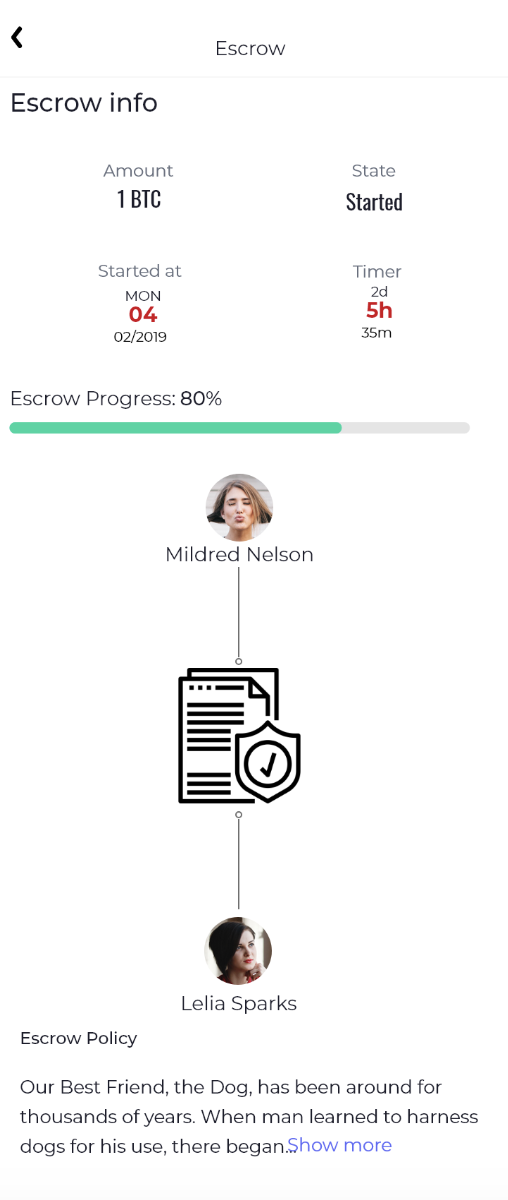 Escrow
Escrow info
Amount
1 BTC
State
Started
Started at
MON
04
02/2019
Timer
2d
5h
35m
Escrow Progress: 80%
Mildred Nelson
Lelia Sparks
Escrow Policy
Our Best Friend, the Dog, has been around for
thousands of years. When man learned to harness
dogs for his use, there began...Show more